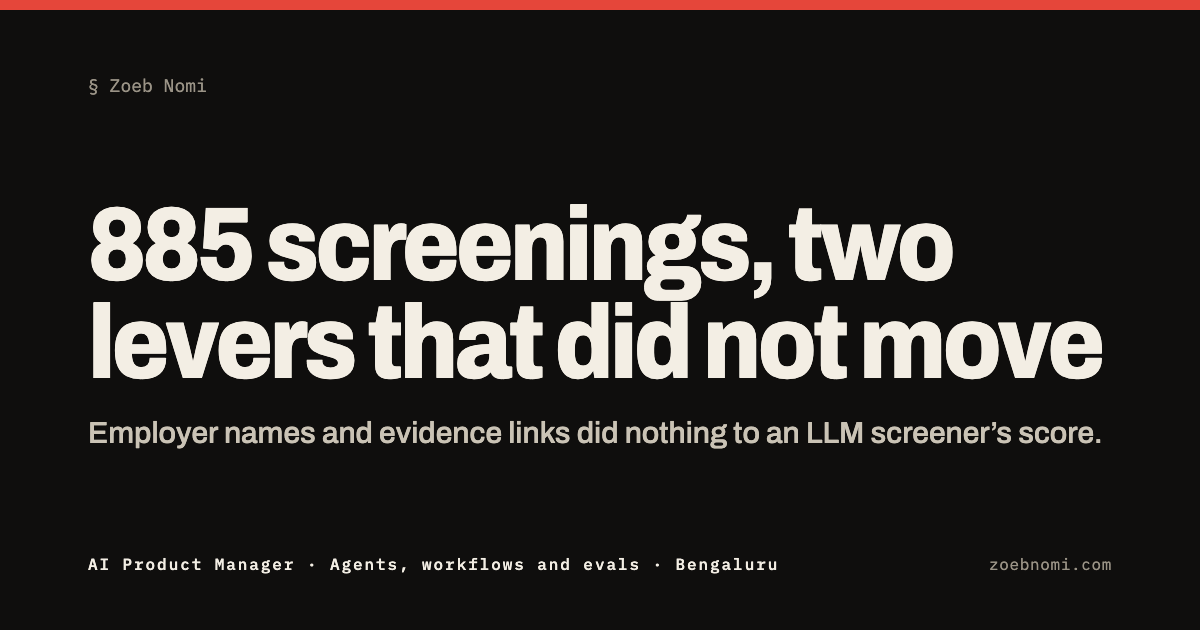 § Zoeb Nomi
885 screenings, two
levers that did not move
Employer names and evidence links did nothing to an LLM screener’s score.
AI Product Manager · Agents, workflows and evals · Bengaluru
zoebnomi.com